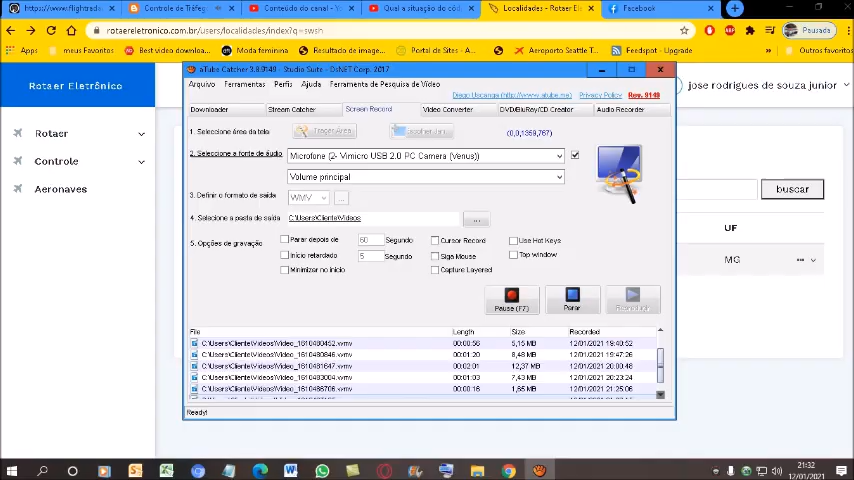 https://www.flightrada
Controle de Tráfeg
Conteúdo do canal
Qual a situação do cód
Localidades - Rotaer Ele
Facebook
rotaereletronico.com.br/users/localidades/index?q=swsh
Pausada
Apps
meus Favoritos
Best video downloa...
Moda feminina
Resultado de image...
Portal de Sites - A...
Aeroporto Seattle T...
Feedspot - Upgrade
Outros favoritos
Rotaer Eletrônico
jose rodrigues de souza junior
Rotaer
Controle
Aeronaves
buscar
UF
MG
aTube Catcher 3.8.9149 - Studio Suite - DsNET Corp. 2017
Arquivo
Ferramentas
Perfis
Ajuda
Ferramenta de Pesquisa de Vídeo
Diego Uscanga (http://www.atube.me)
Privacy Policy
Rev. 9149
Downloader
Stream Catcher
Screen Record
Video Converter
DVD/BluRay/CD Creator
Audio Recorder
1. Seleccione área da tela
Traçar Área
Escolher Jan.
(0,0,1359,767)
2. Seleccione a fonte de áudio
Microfone (2- Vimicro USB 2.0 PC Camera (Venus))
Volume principal
3. Definir o formato de saída
WMV
...
4. Selecione a pasta de saída
C:\Users\Cliente\Videos
...
5. Opções de gravação
Parar depois de
60
Segundo
Cursor Record
Use Hot Keys
Início retardado
5
Segundo
Siga Mouse
Top window
Minimizar no início
Capture Layered
Pause (F7)
Parar
Reproduzir
File
Length
Size
Recorded
C:\Users\Cliente\Videos\Video_1610480452.wmv
00:00:56
5,15 MB
12/01/2021 19:40:52
C:\Users\Cliente\Videos\Video_1610480846.wmv
00:01:20
8,48 MB
12/01/2021 19:47:26
C:\Users\Cliente\Videos\Video_1610481647.wmv
00:02:01
12,37 MB
12/01/2021 20:00:48
C:\Users\Cliente\Videos\Video_1610483004.wmv
00:01:03
7,43 MB
12/01/2021 20:23:24
C:\Users\Cliente\Videos\Video_1610486706.wmv
00:00:16
1,65 MB
12/01/2021 21:25:06
Ready!
21:32
12/01/2021